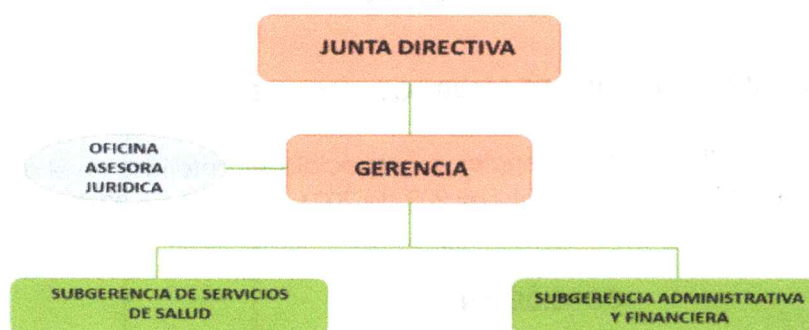 JUNTA DIRECTIVA
OFICINA
ASESORA
JURIDICA
GERENCIA
SUBGERENCIA DE SERVICIOS
DE SALUD
SUBGERENCIA ADMINISTRATIVA
Y FINANCIERA